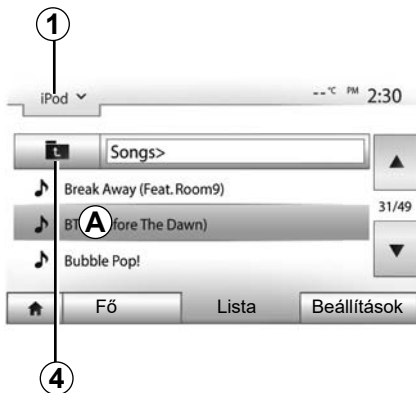 1
iPod
--°C PM 2:30
Songs>
Break Away (Feat. Room9)
A
fore The Dawn)
31/49
Bubble Pop!
Fő Lista Beállítások
4